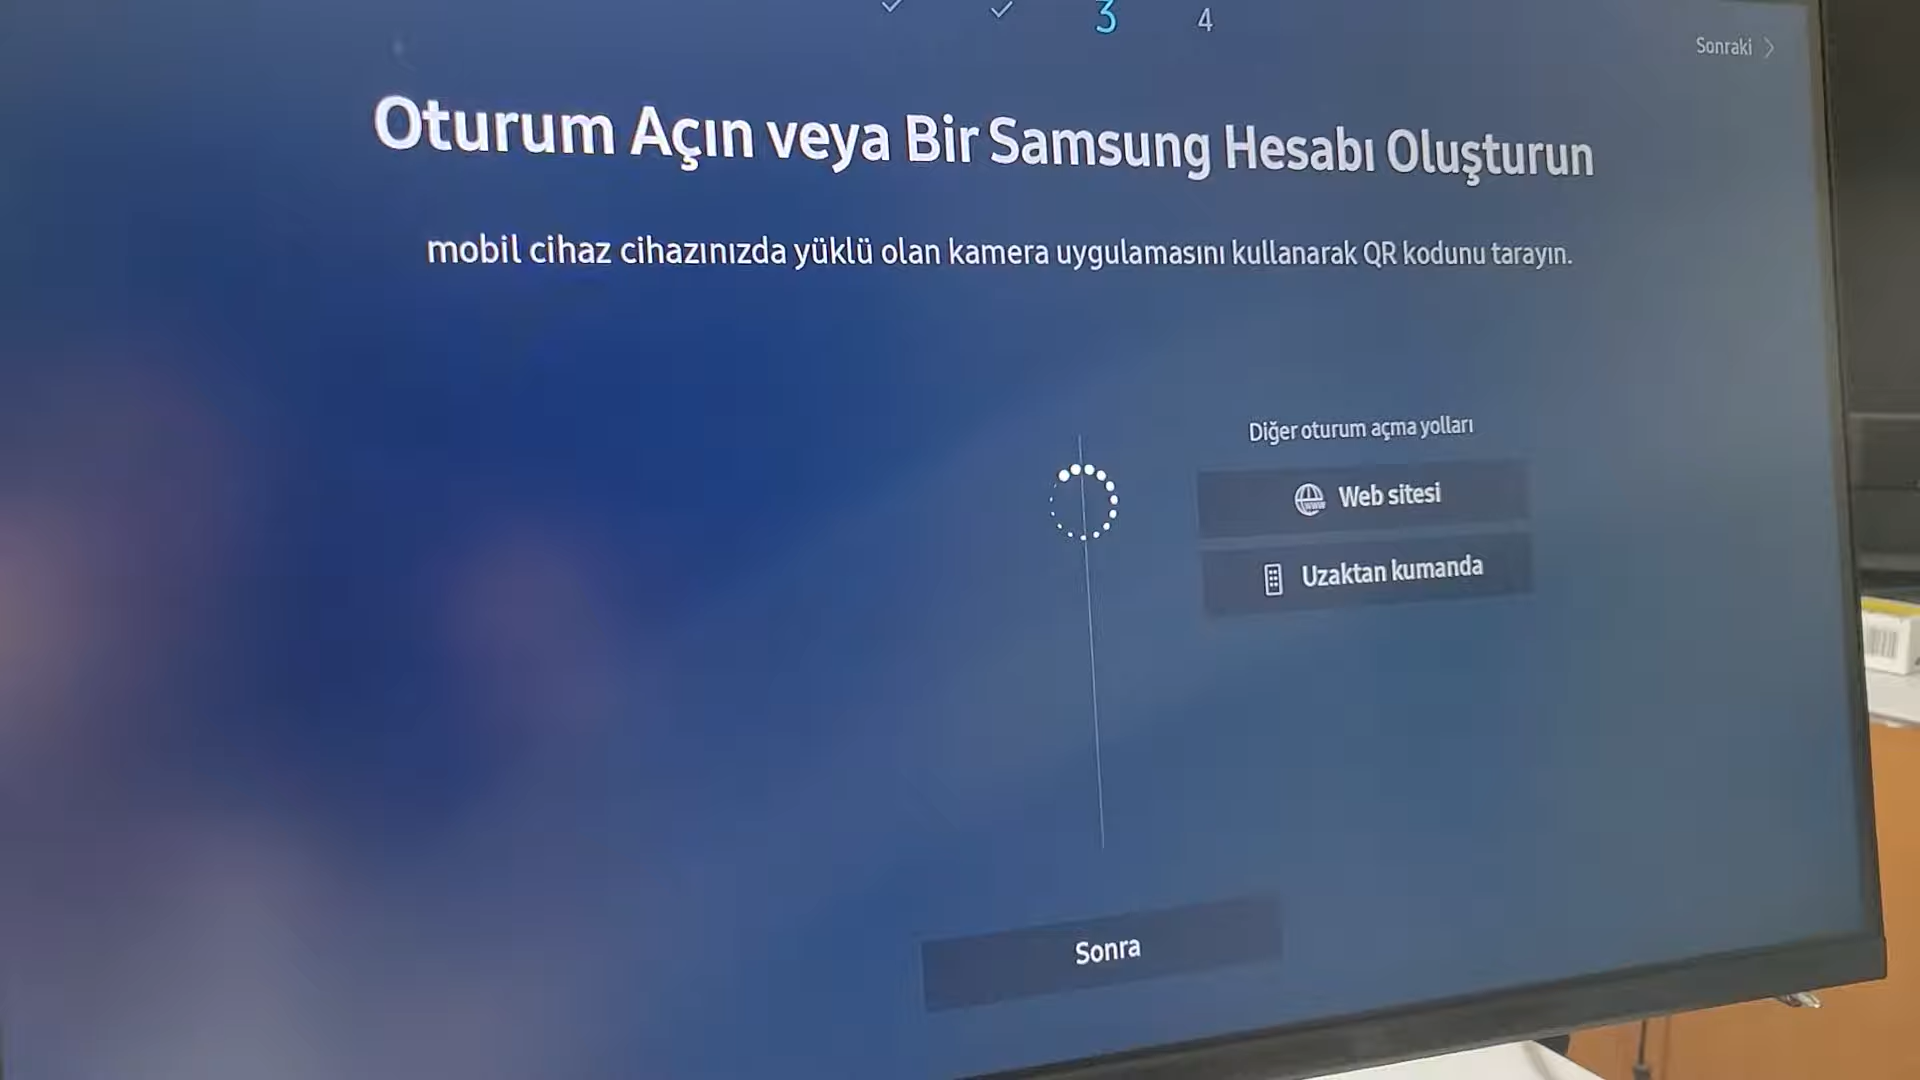 3
4
Sonraki
Oturum Açın veya Bir Samsung Hesabı Oluşturun
mobil cihaz cihazınızda yüklü olan kamera uygulamasını kullanarak QR kodunu tarayın.
Diğer oturum açma yolları
www Web sitesi
Uzaktan kumanda
Sonra